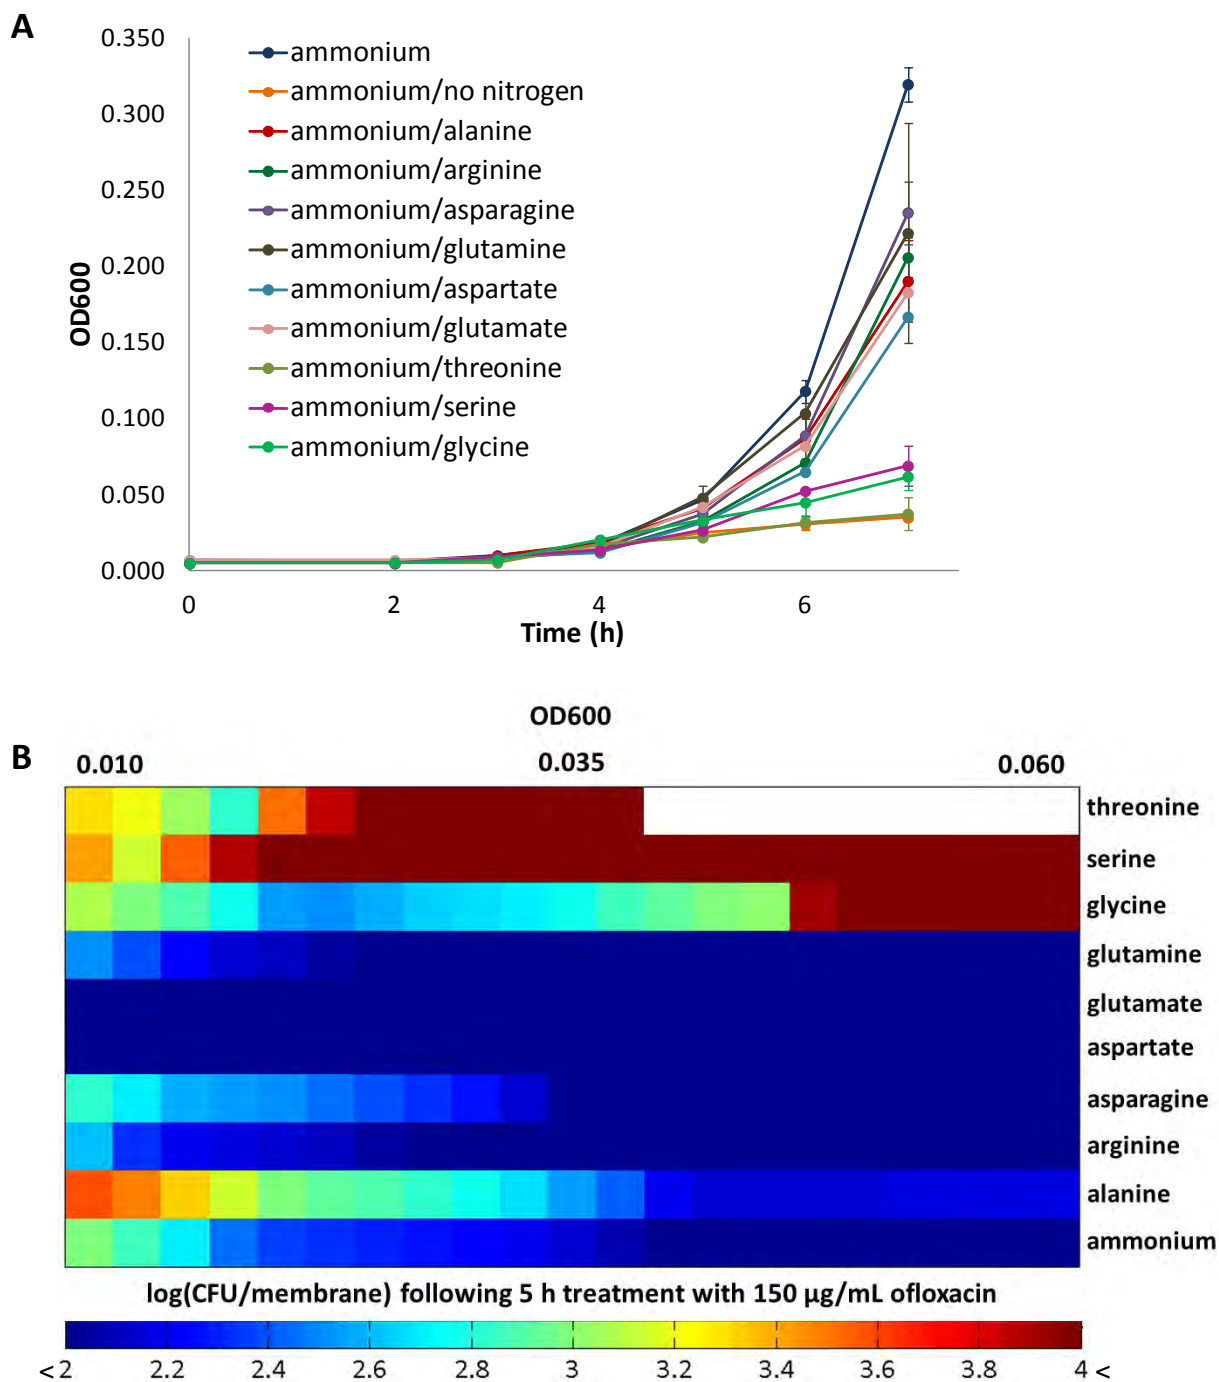 A
0.350
0.300
0.250
0.200
0.150
0.100
0.050
0.000
OD600
ammonium
ammonium/no nitrogen
ammonium/alanine
ammonium/arginine
ammonium/asparagine
ammonium/glutamine
ammonium/aspartate
ammonium/glutamate
ammonium/threonine
ammonium/serine
ammonium/glycine
0 2 4 6
Time (h)
OD600
B
0.010 0.035 0.060
threonine
serine
glycine
glutamine
glutamate
aspartate
asparagine
arginine
alanine
ammonium
log(CFU/membrane) following 5 h treatment with 150 µg/mL ofloxacin
< 2 2.2 2.4 2.6 2.8 3 3.2 3.4 3.6 3.8 4 <